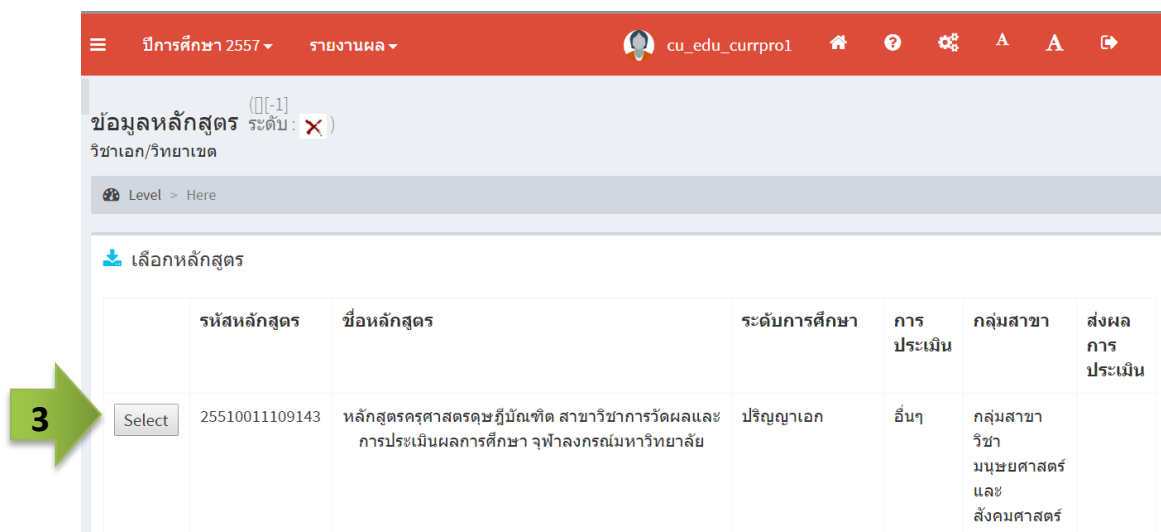 ปีการศึกษา 2557 รายงานผล cu_edu_currpro1 A A
([][-1]
ข้อมูลหลักสูตร ระดับ : )
วิชาเอก/วิทยาเขต
Level > Here
เลือกหลักสูตร
รหัสหลักสูตร ชื่อหลักสูตร ระดับการศึกษา การ กลุ่มสาขา ส่งผล
ประเมิน การ
ประเมิน
3 Select 25510011109143 หลักสูตรครุศาสตรดุษฎีบัณฑิต สาขาวิชาการวัดผลและ ปริญญาเอก อื่นๆ กลุ่มสาขา
การประเมินผลการศึกษา จุฬาลงกรณ์มหาวิทยาลัย วิชา
มนุษยศาสตร์
และ
สังคมศาสตร์